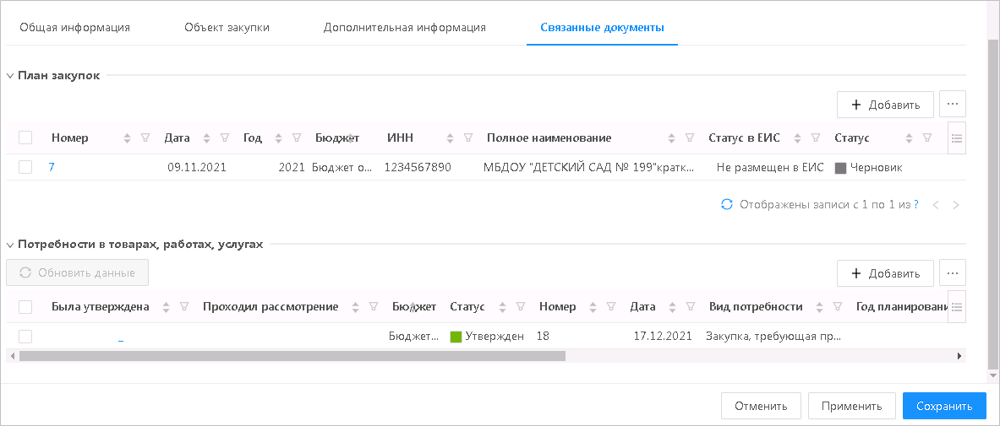 Общая информация Объект закупки Дополнительная информация Связанные документы
План закупок
+ Добавить ...
Номер Дата Год Бюджет ИНН Полное наименование Статус в ЕИС Статус
7 09.11.2021 2021 Бюджет о... 1234567890 МБДОУ "ДЕТСКИЙ САД № 199"кратк... Не размещен в ЕИС Черновик
Отображены записи с 1 по 1 из ?
Потребности в товарах, работах, услугах
Обновить данные + Добавить ...
Была утверждена Проходил рассмотрение Бюджет Статус Номер Дата Вид потребности Год планировани
Бюджет... Утвержден 18 17.12.2021 Закупка, требующая пр...
Отменить Применить Сохранить